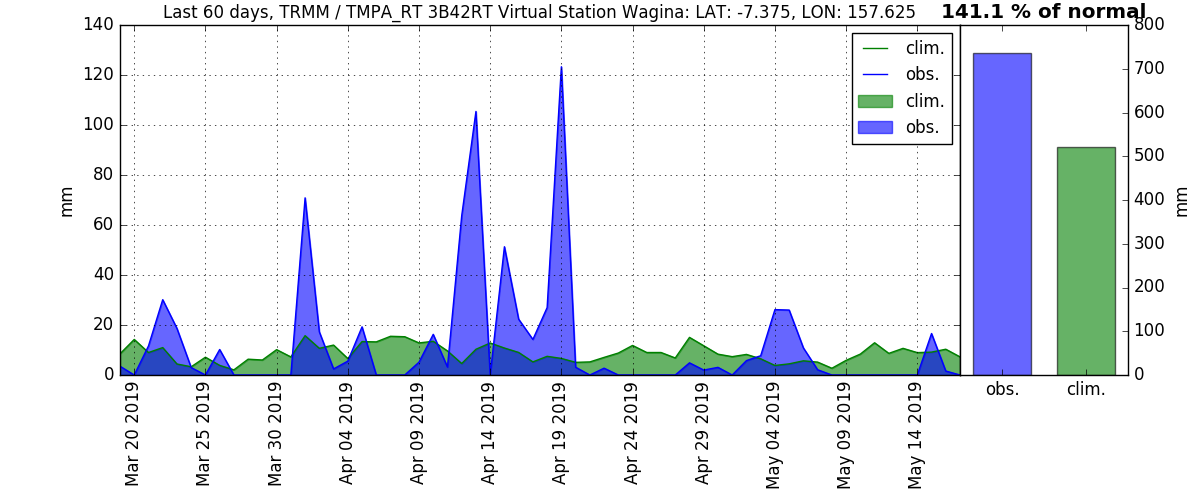 Last 60 days, TRMM / TMPA_RT 3B42RT Virtual Station Wagina: LAT: -7.375, LON: 157.625
141.1 % of normal
140
120
100
80
60
40
20
0
mm
clim.
obs.
clim.
obs.
800
700
600
500
400
300
200
100
0
mm
Mar 20 2019
Mar 25 2019
Mar 30 2019
Apr 04 2019
Apr 09 2019
Apr 14 2019
Apr 19 2019
Apr 24 2019
Apr 29 2019
May 04 2019
May 09 2019
May 14 2019
obs.
clim.